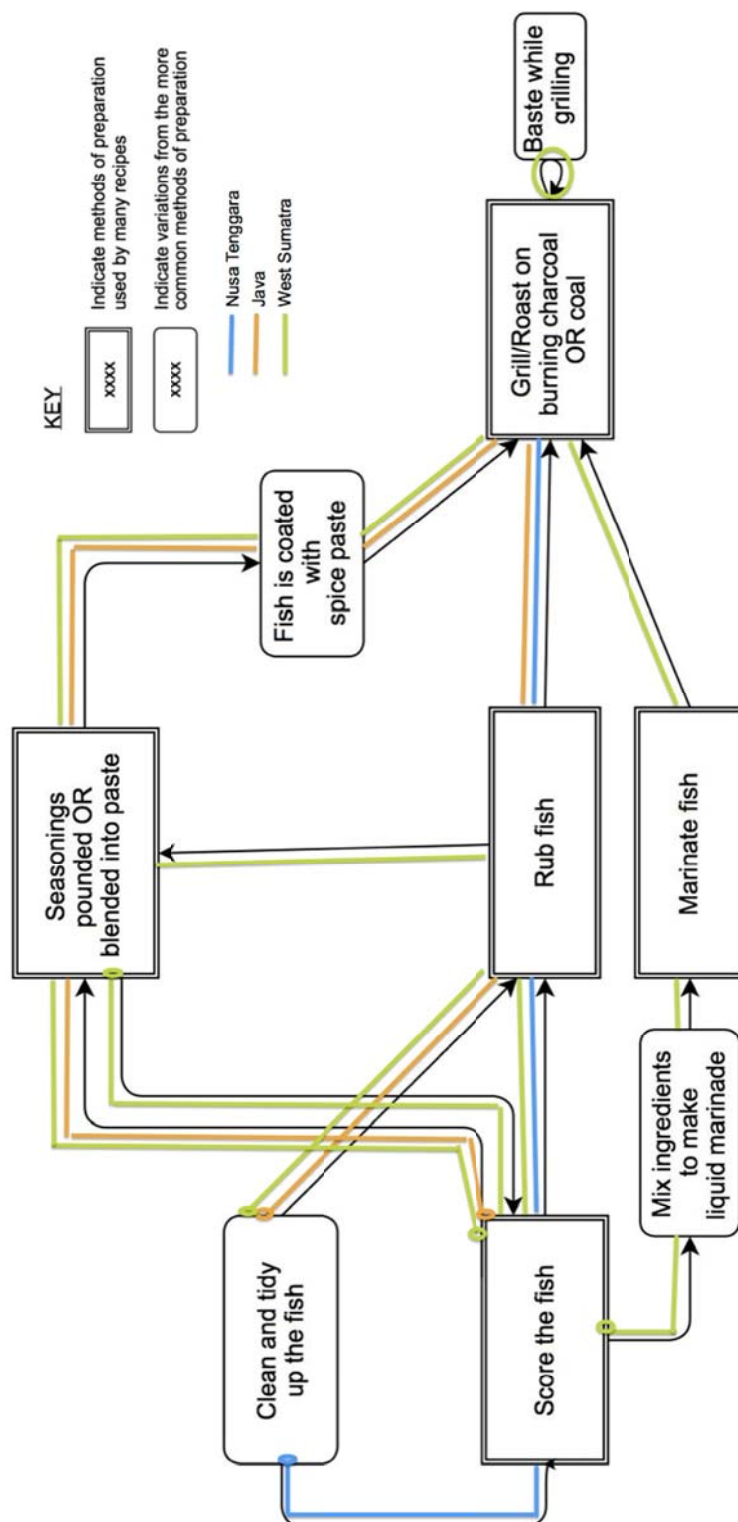 KEY
xxxx
Indicate methods of preparation
used by many recipes
xxxx
Indicate variations from the more
common methods of preparation
Nusa Tenggara
Java
West Sumatra
Seasonings
pounded OR
blended into paste
Fish is coated
with
spice paste
Clean and tidy
up the fish
Score the fish
Rub fish
Grill/Roast on
burning charcoal
OR coal
Baste while
grilling
Mix ingredients
to make
liquid marinade
Marinate fish